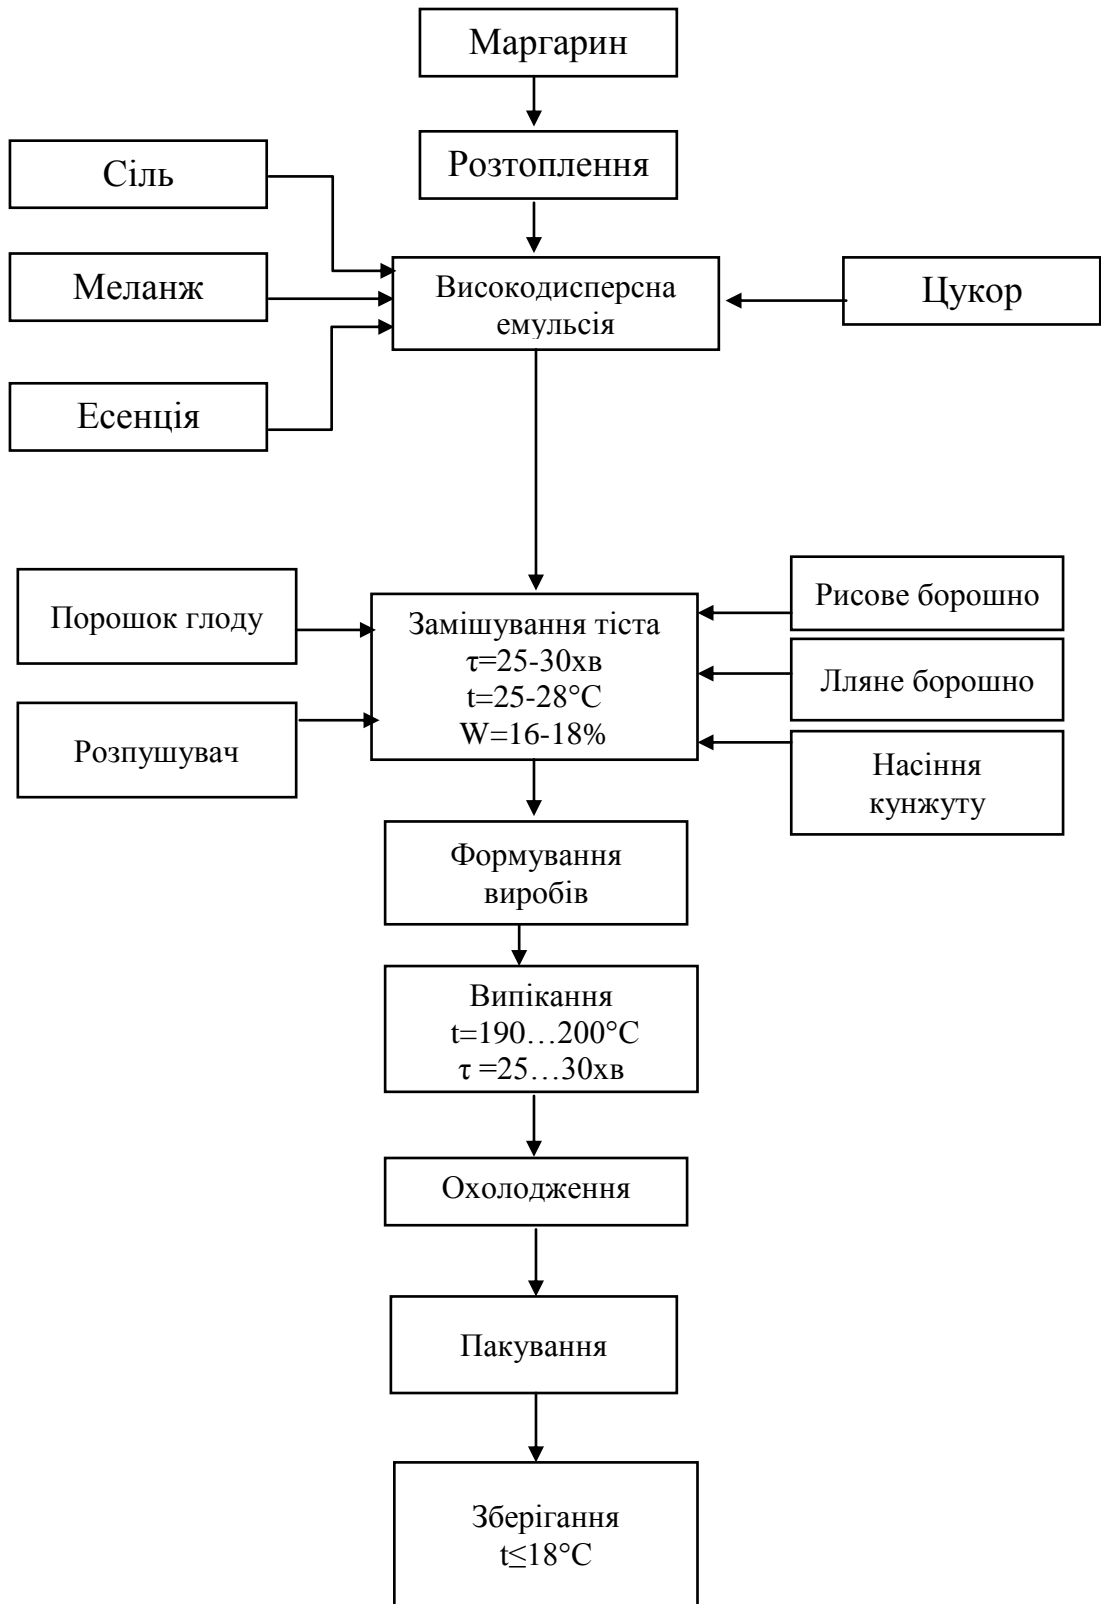 Маргарин
Розтоплення
Сіль
Меланж
Високодисперсна
емульсія
Цукор
Есенція
Порошок глоду
Розпушувач
Замішування тіста
τ=25-30хв
t=25-28°C
W=16-18%
Рисове борошно
Лляне борошно
Насіння
кунжуту
Формування
виробів
Випікання
t=190…200°C
τ =25…30хв
Охолодження
Пакування
Зберігання
t≤18°C